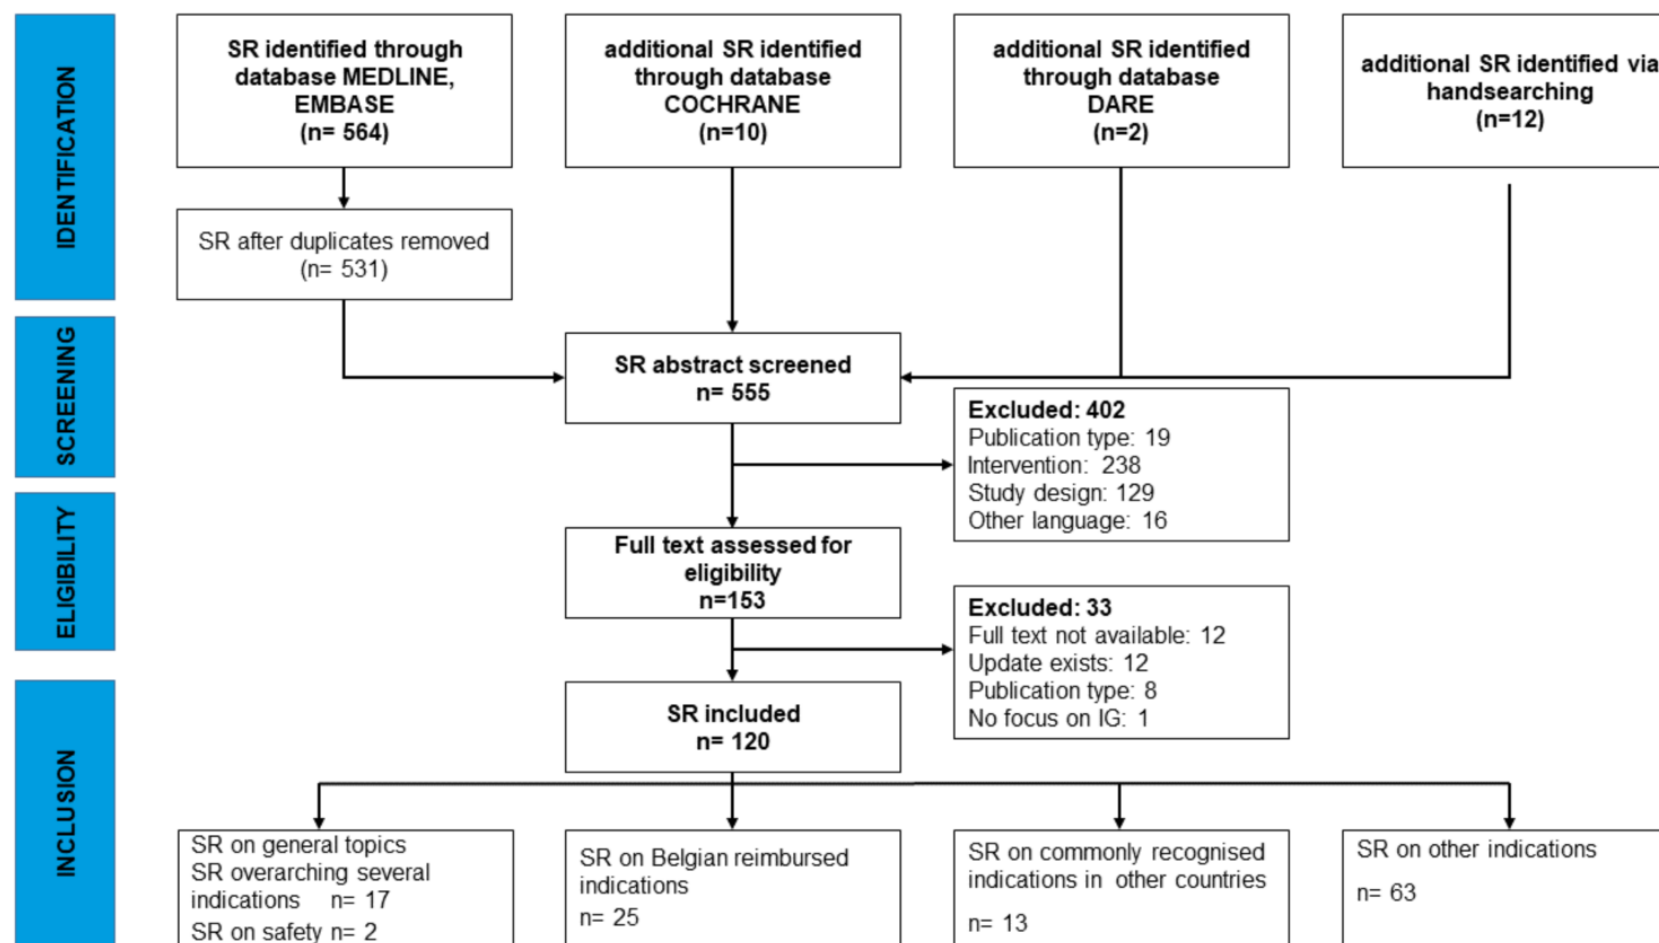 IDENTIFICATION
SR identified through
database MEDLINE,
EMBASE
(n= 564)
additional SR identified
through database
COCHRANE
(n=10)
additional SR identified
through database
DARE
(n=2)
additional SR identified via
handsearching
(n=12)
SR after duplicates removed
(n= 531)
SCREENING
SR abstract screened
n= 555
Excluded: 402
Publication type: 19
Intervention: 238
Study design: 129
Other language: 16
ELIGIBILITY
Full text assessed for
eligibility
n=153
Excluded: 33
Full text not available: 12
Update exists: 12
Publication type: 8
No focus on IG: 1
INCLUSION
SR included
n= 120
SR on general topics
SR overarching several
indications n= 17
SR on safety n= 2
SR on Belgian reimbursed
indications
n= 25
SR on commonly recognised
indications in other countries
n= 13
SR on other indications
n= 63